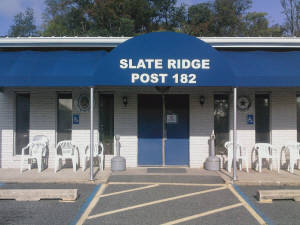 SLATE RIDGE
POST 182